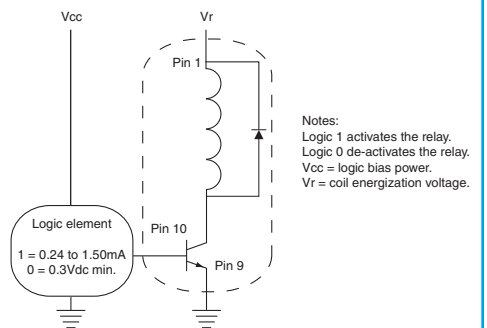 Vcc
Vr
Pin 1
Notes:
Logic 1 activates the relay.
Logic 0 de-activates the relay.
Vcc = logic bias power.
Vr = coil energization voltage.
Logic element
1 = 0.24 to 1.50mA
0 = 0.3Vdc min.
Pin 10
Pin 9